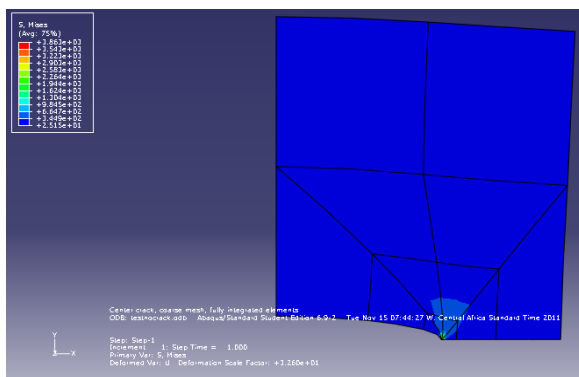 S, Mises
(Avg: 75%)
+3.863e+03
+3.543e+03
+3.223e+03
+2.903e+03
+2.583e+03
+2.264e+03
+1.944e+03
+1.624e+03
+1.304e+03
+9.845e+02
+6.647e+02
+3.449e+02
+2.515e+01
Center crack, coarse mesh, fully integrated elements
ODB: Abaqus/Standard Student Edition 6.9-2 Tue Nov 15 07:44:27 W. Central Africa Standard Time 2011
Y
X
Step: Step-1
Increment 1: Step Time = 1.000
Primary Var: S, Mises
Deformed Var: U Deformation Scale Factor: +3.260e+01